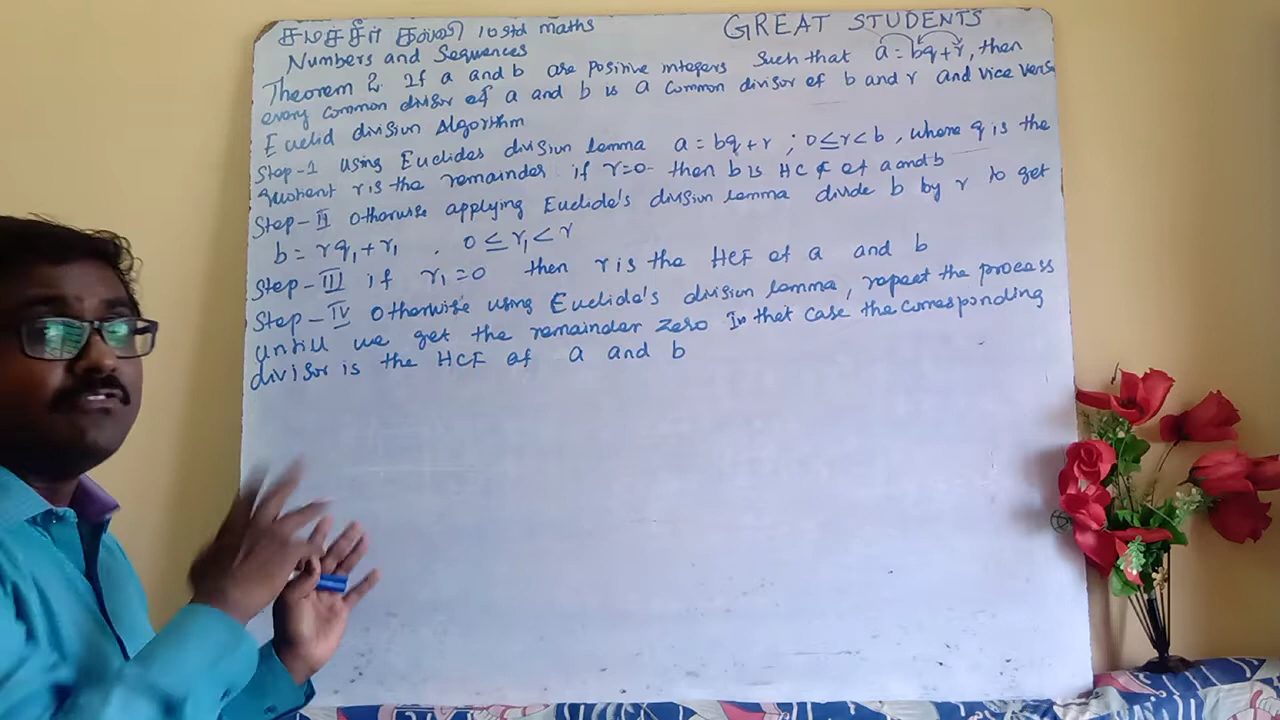 சமச்சீர் கல்வி 10 std maths GREAT STUDENTS
Numbers and Sequences
Theorem 2. If a and b are Positive integers such that a = bq + r, then
every common divisor of a and b is a common divisor of b and r and vice versa
Euclid division Algorithm
Step-1 using Euclides division lemma a = bq + r ; 0 ≤ r < b, where q is the
quotient r is the remainder. if r=0 then b is HCF of a and b
Step-II otherwise applying Euclide's division lemma divide b by r to get
b = rq₁ + r₁ . 0 ≤ r₁ < r
Step-III if r₁ = 0 then r is the HCF of a and b
Step-IV otherwise using Euclide's division lemma, repeat the process
untill we get the remainder zero In that case the corresponding
divisor is the HCF of a and b